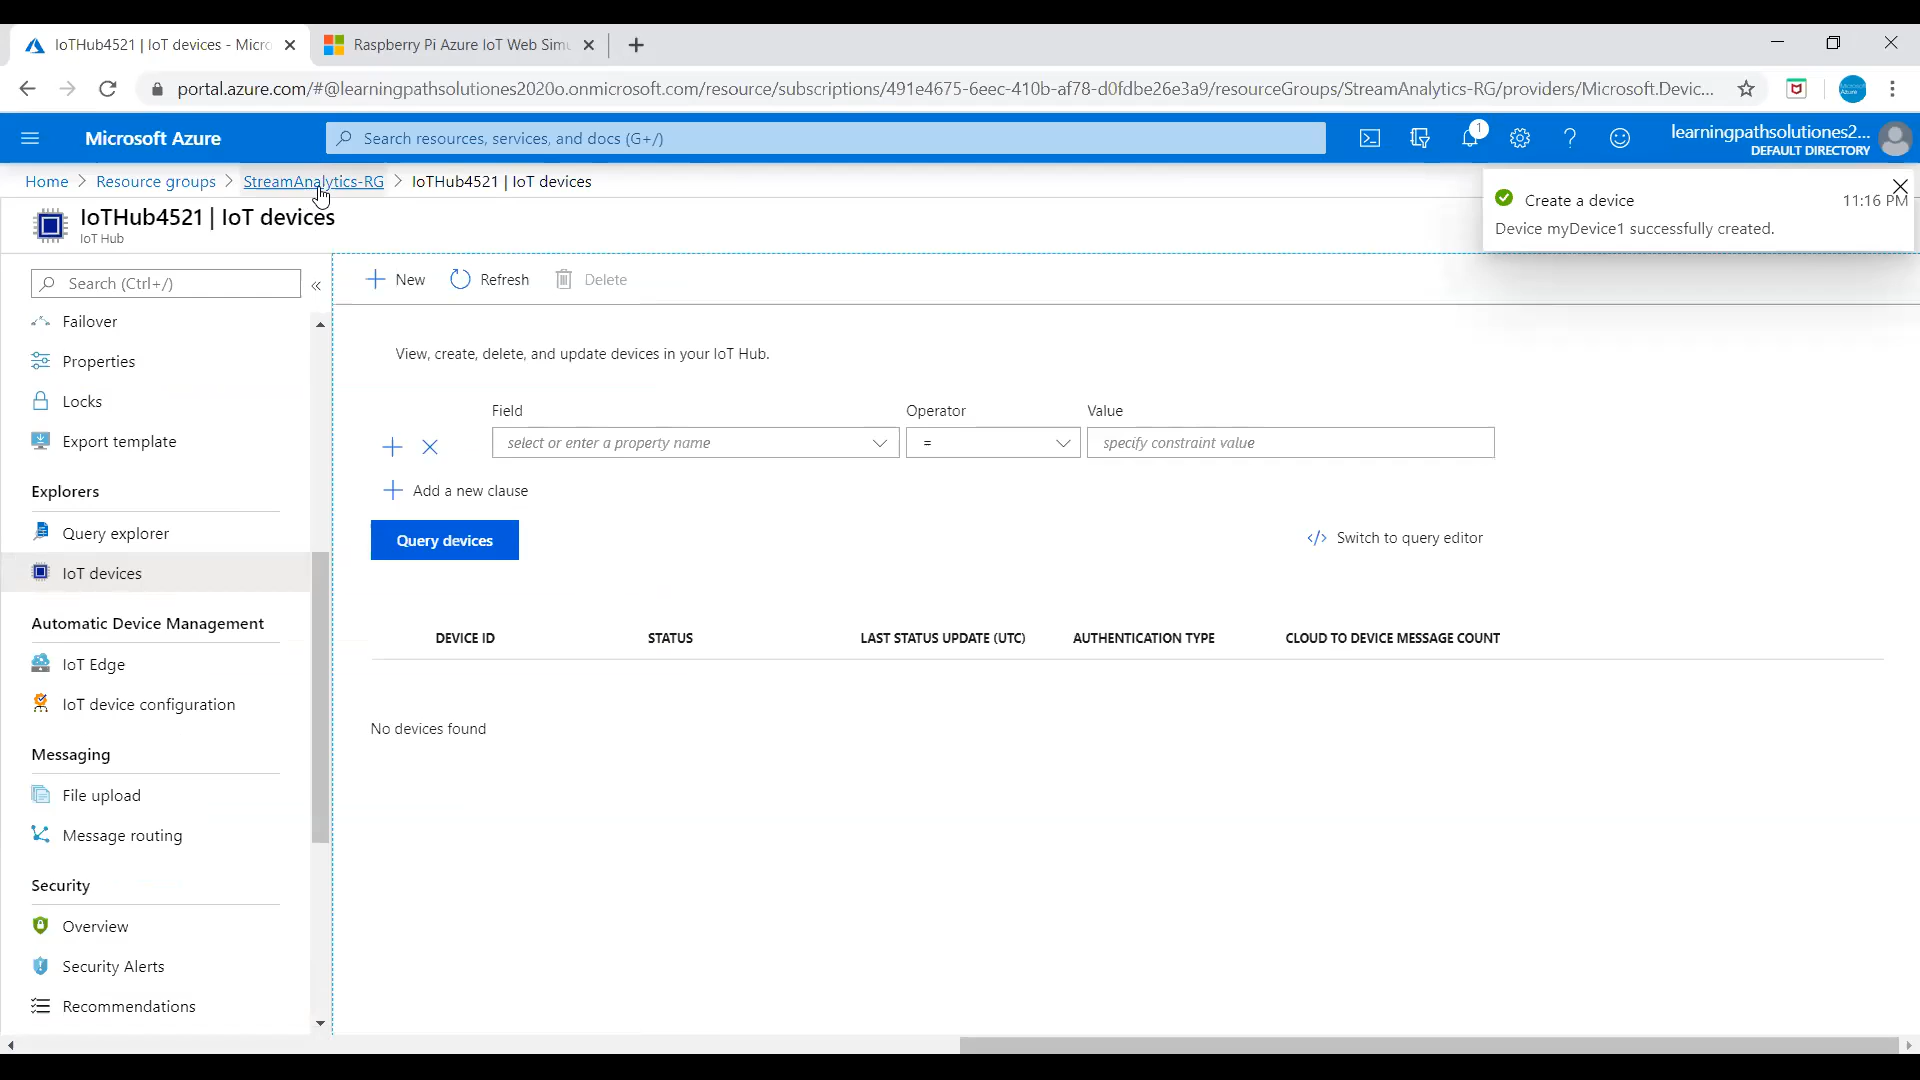 IoTHub4521 | IoT devices - Micro
Raspberry Pi Azure IoT Web Simu
portal.azure.com/#@learningpathsolutiones2020o.onmicrosoft.com/resource/subscriptions/491e4675-6eec-410b-af78-d0fdbe26e3a9/resourceGroups/StreamAnalytics-RG/providers/Microsoft.Devic...
Microsoft Azure
Search resources, services, and docs (G+/)
1
learningpathsolutiones2...
DEFAULT DIRECTORY
Home > Resource groups > StreamAnalytics-RG > IoTHub4521 | IoT devices
IoTHub4521 | IoT devices
IoT Hub
Create a device
11:16 PM
Device myDevice1 successfully created.
Search (Ctrl+/)
«
Failover
Properties
Locks
Export template
Explorers
Query explorer
IoT devices
Automatic Device Management
IoT Edge
IoT device configuration
Messaging
File upload
Message routing
Security
Overview
Security Alerts
Recommendations
New
Refresh
Delete
View, create, delete, and update devices in your IoT Hub.
Field
Operator
Value
select or enter a property name
=
specify constraint value
Add a new clause
Query devices
</> Switch to query editor
DEVICE ID
STATUS
LAST STATUS UPDATE (UTC)
AUTHENTICATION TYPE
CLOUD TO DEVICE MESSAGE COUNT
No devices found